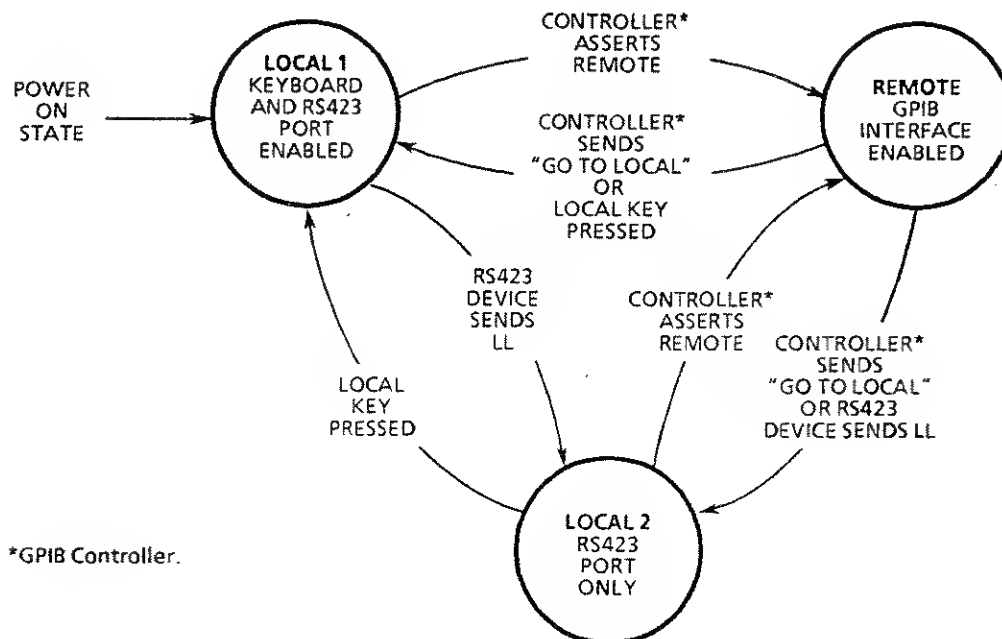 POWER
ON
STATE
LOCAL 1
KEYBOARD
AND RS423
PORT
ENABLED
CONTROLLER*
ASSERTS
REMOTE
CONTROLLER*
SENDS
"GO TO LOCAL"
OR
LOCAL KEY
PRESSED
REMOTE
GPIB
INTERFACE
ENABLED
RS423
DEVICE
SENDS
LL
CONTROLLER*
ASSERTS
REMOTE
CONTROLLER*
SENDS
"GO TO LOCAL"
OR RS423
DEVICE SENDS LL
LOCAL
KEY
PRESSED
LOCAL 2
RS423
PORT
ONLY
*GPIB Controller.